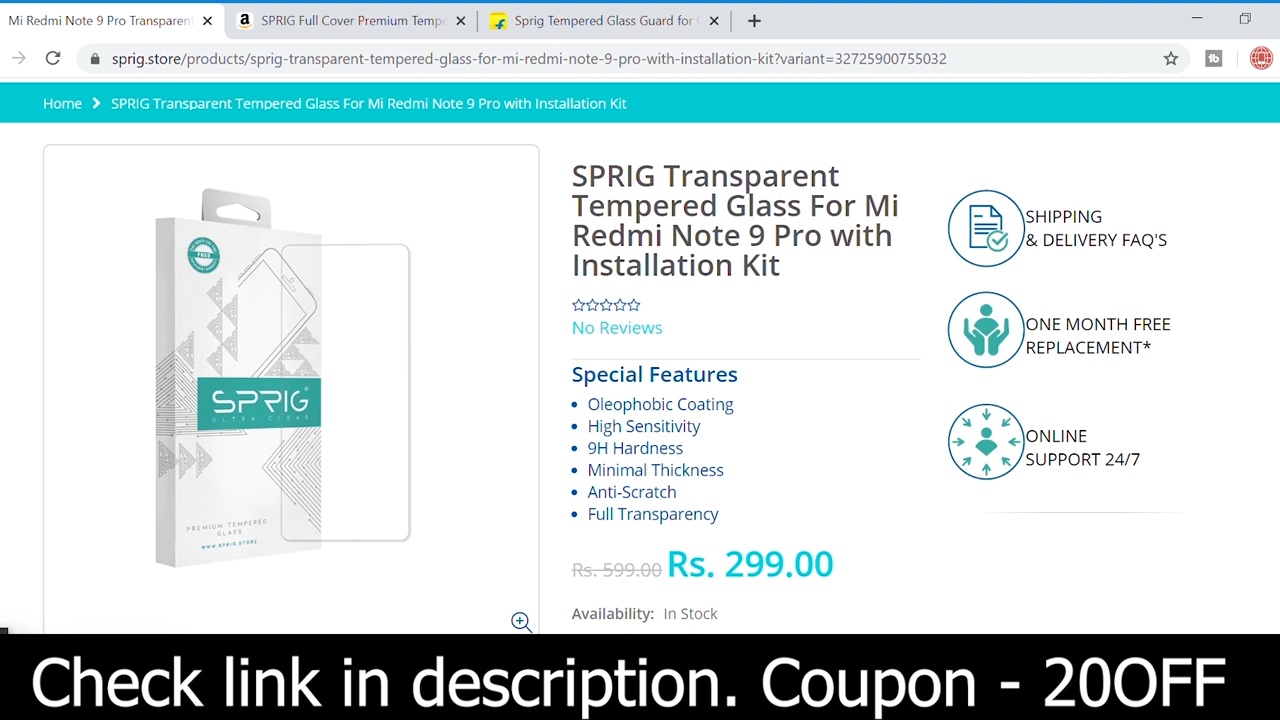 Mi Redmi Note 9 Pro Transparent
SPRIG Full Cover Premium Tempe
Sprig Tempered Glass Guard for
sprig.store/products/sprig-transparent-tempered-glass-for-mi-redmi-note-9-pro-with-installation-kit?variant=32725900755032
Home
SPRIG Transparent Tempered Glass For Mi Redmi Note 9 Pro with Installation Kit
FREE
SPRIG
ULTRA CLEAR
PREMIUM TEMPERED
GLASS
WWW.SPRIG.STORE
SPRIG Transparent
Tempered Glass For Mi
Redmi Note 9 Pro with
Installation Kit
No Reviews
Special Features
Oleophobic Coating
High Sensitivity
9H Hardness
Minimal Thickness
Anti-Scratch
Full Transparency
Rs. 599.00 Rs. 299.00
Availability: In Stock
SHIPPING
& DELIVERY FAQ'S
ONE MONTH FREE
REPLACEMENT*
ONLINE
SUPPORT 24/7
Check link in description. Coupon - 20OFF